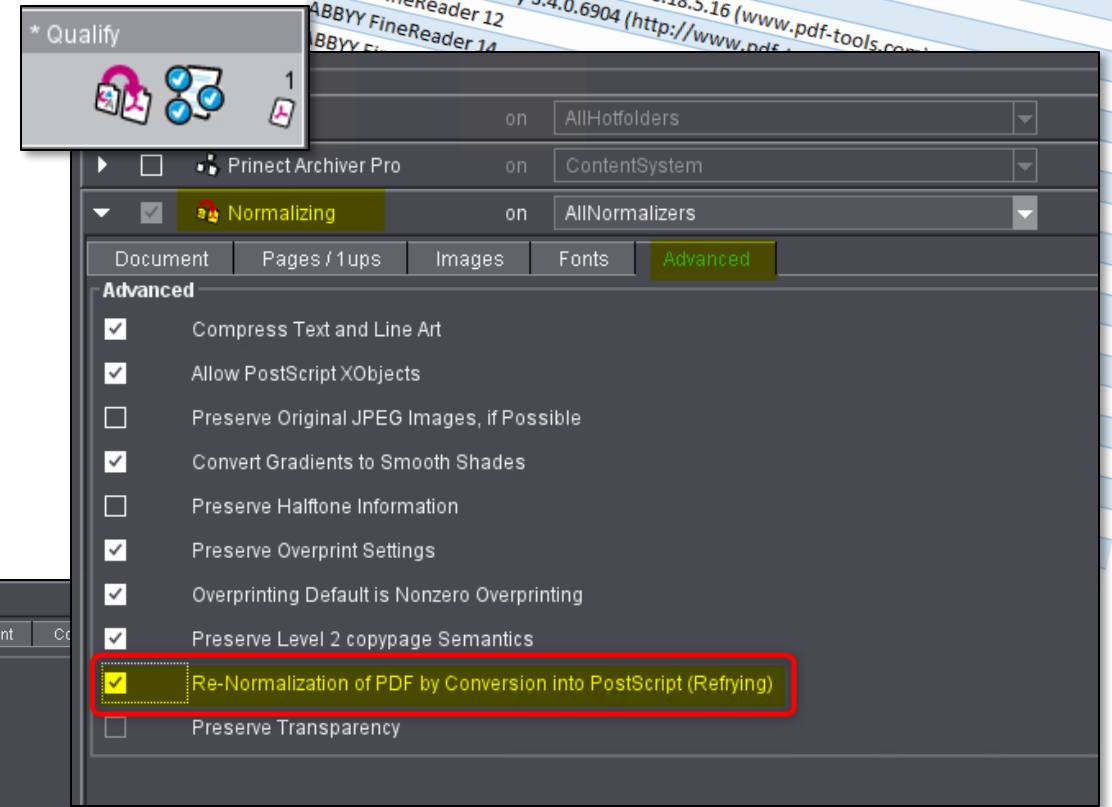 * Qualify
1
ABBYY FineReader 12
ABBYY FineReader 14
3.4.0.6904 (http://www.pdf-tools.com)
.18.5.16 (www.pdf-tools.com)
on AllHotfolders
Prinect Archiver Pro on ContentSystem
Normalizing on AllNormalizers
Document Pages / 1ups Images Fonts Advanced
Advanced
Compress Text and Line Art
Allow PostScript XObjects
Preserve Original JPEG Images, if Possible
Convert Gradients to Smooth Shades
Preserve Halftone Information
Preserve Overprint Settings
Overprinting Default is Nonzero Overprinting
Preserve Level 2 copypage Semantics
Re-Normalization of PDF by Conversion into PostScript (Refrying)
Preserve Transparency